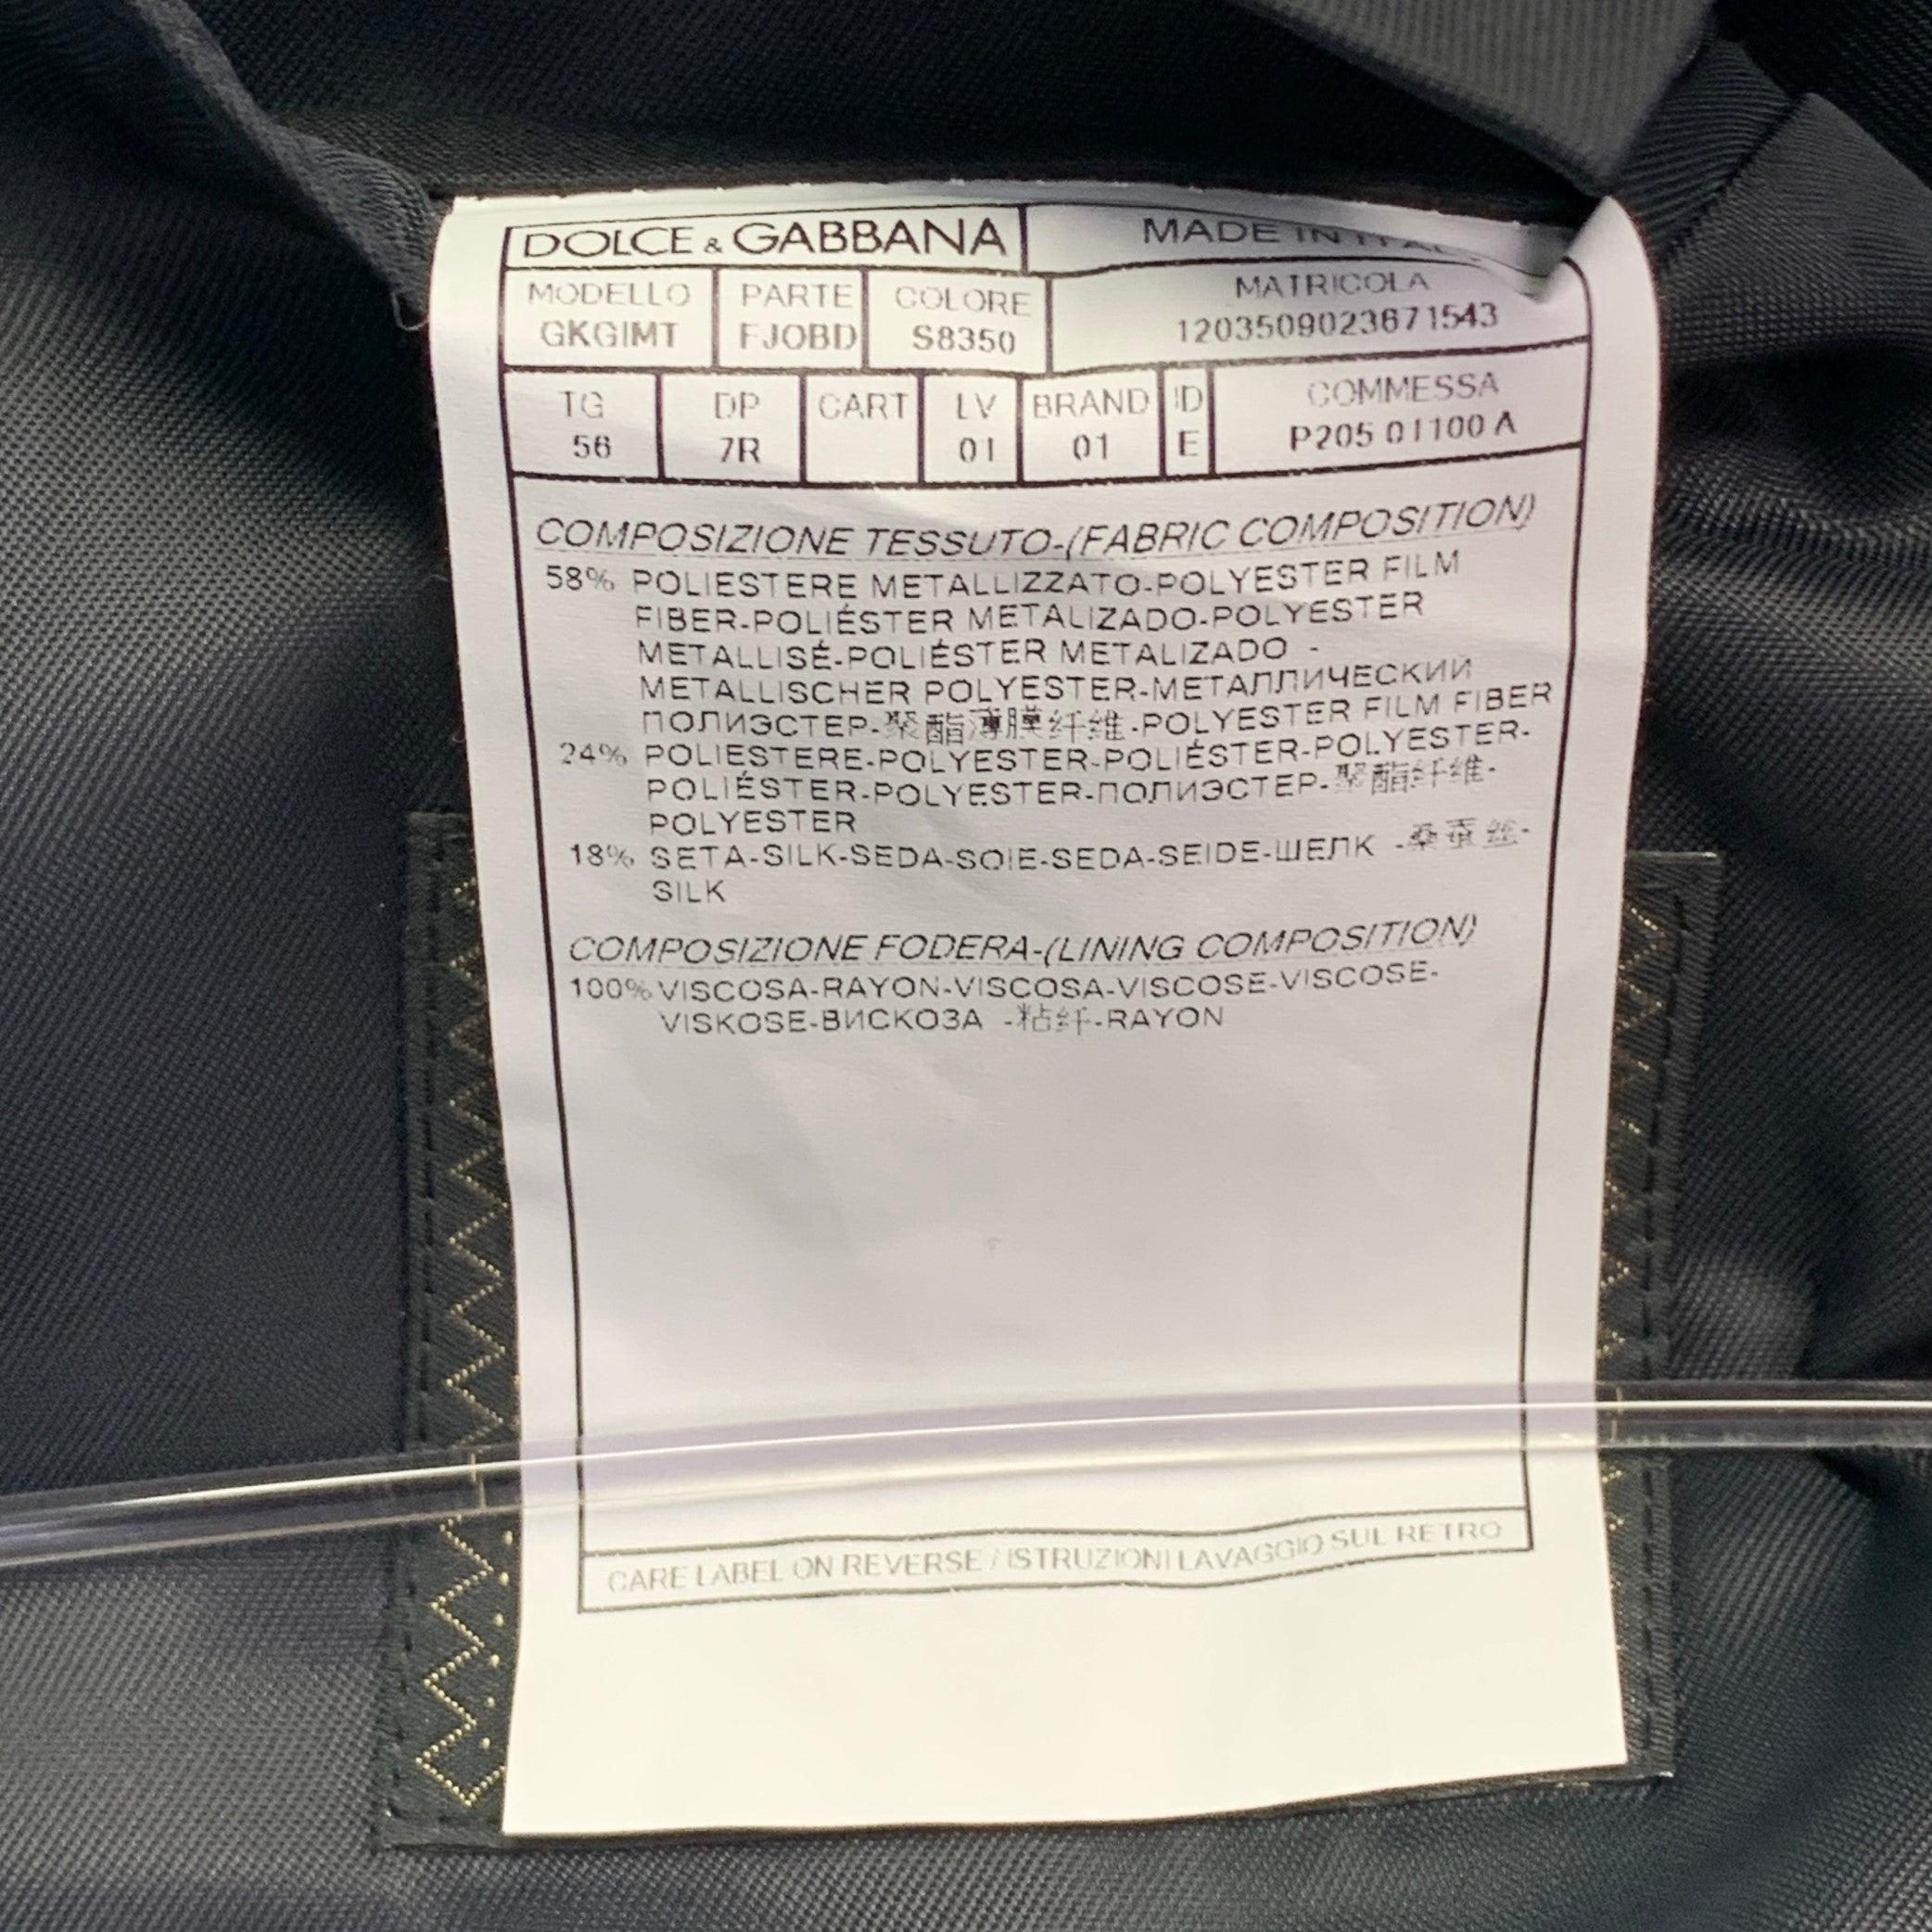 DOLCE & GABBANA MADE IN
MODELLO PARTE COLORE MATRICOLA
GKGIMT FJOBD S8350 1203509023671543
TG DP CART LV BRAND ID COMMESSA
56 7R 01 01 E P205 01100 A
COMPOSIZIONE TESSUTO-(FABRIC COMPOSITION)
58% POLIESTERE METALLIZZATO-POLYESTER FILM
FIBER-POLIÉSTER METALIZADO-POLYESTER
METALLISÉ-POLIÉSTER METALIZADO -
METALLISCHER POLYESTER-МЕТАЛЛИЧЕСКИЙ
ПОЛИЭСТЕР-聚酯薄膜纤维-POLYESTER FILM FIBER
24% POLIESTERE-POLYESTER-POLIÉSTER-POLYESTER-
POLIÉSTER-POLYESTER-ПОЛИЭСТЕР-聚酯纤维-
POLYESTER
18% SETA-SILK-SEDA-SOIE-SEDA-SEIDE-ШЕЛК -桑蚕丝-
SILK
COMPOSIZIONE FODERA-(LINING COMPOSITION)
100% VISCOSA-RAYON-VISCOSA-VISCOSE-VISCOSE-
VISKOSE-ВИСКОЗА -粘纤-RAYON
CARE LABEL ON REVERSE / ISTRUZIONI LAVAGGIO SUL RETRO